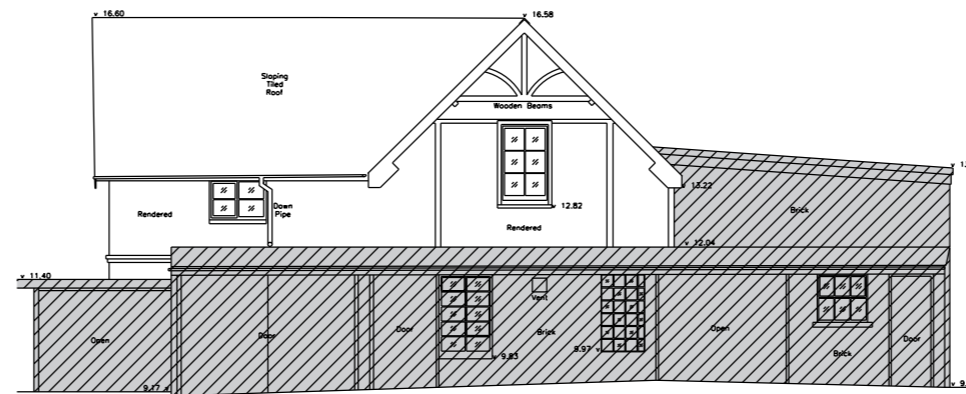 16.60
16.58
Sloping
Tiled
Roof
Wooden Beams
13.22
12.82
Brick
Rendered
Down
Pipe
Rendered
12.04
11.40
Vent
Open
Door
Door
Brick
Open
Door
9.97
9.83
Brick
9.17